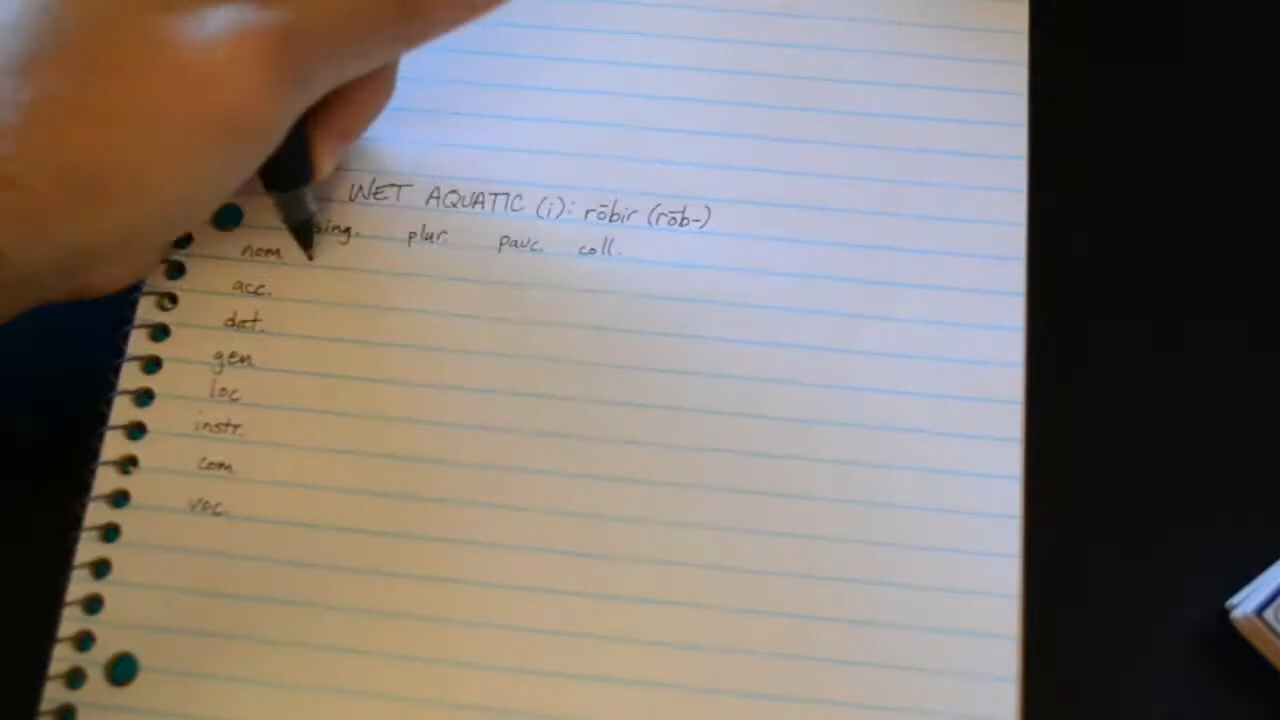 WET AQUATIC (i): rōbir (rōb-)
sing. plur. pauc. coll.
nom.
acc.
dat.
gen.
loc
instr.
com.
voc.